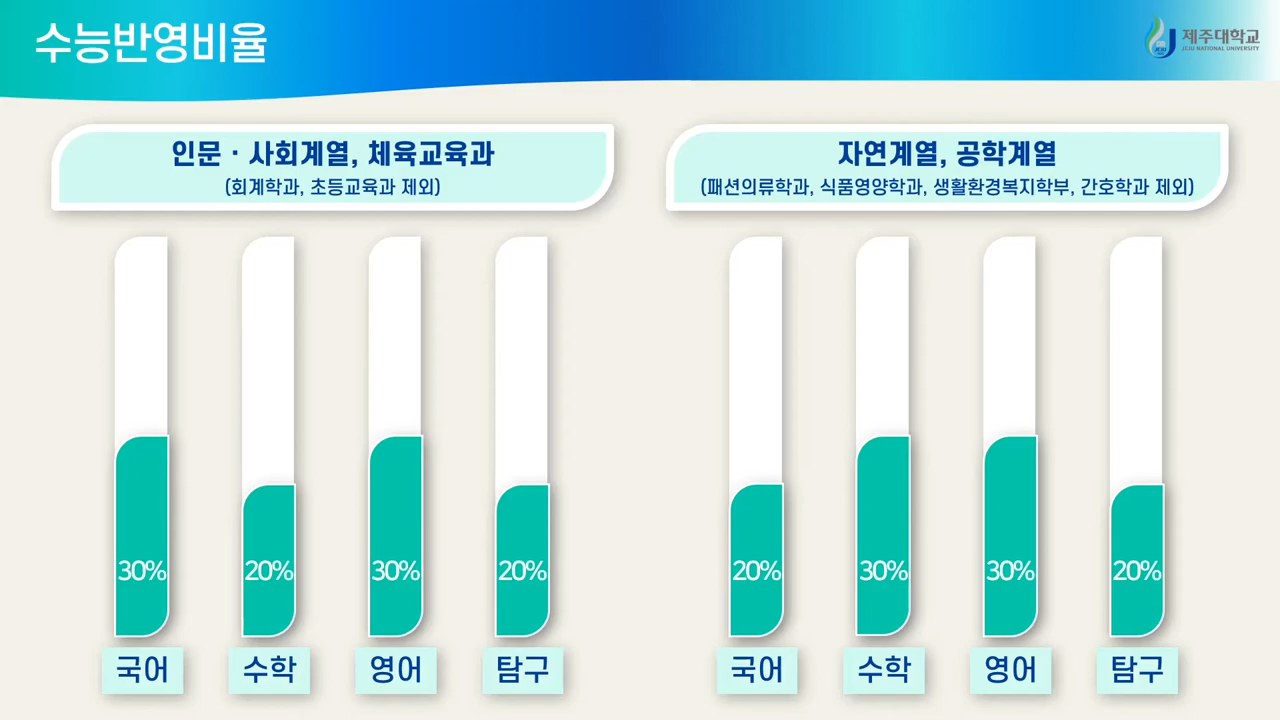 수능반영비율
제주대학교
JEJU NATIONAL UNIVERSITY
JEJU
인문 · 사회계열, 체육교육과
(회계학과, 초등교육과 제외)
30%
20%
30%
20%
국어
수학
영어
탐구
자연계열, 공학계열
(패션의류학과, 식품영양학과, 생활환경복지학부, 간호학과 제외)
20%
30%
30%
20%
국어
수학
영어
탐구